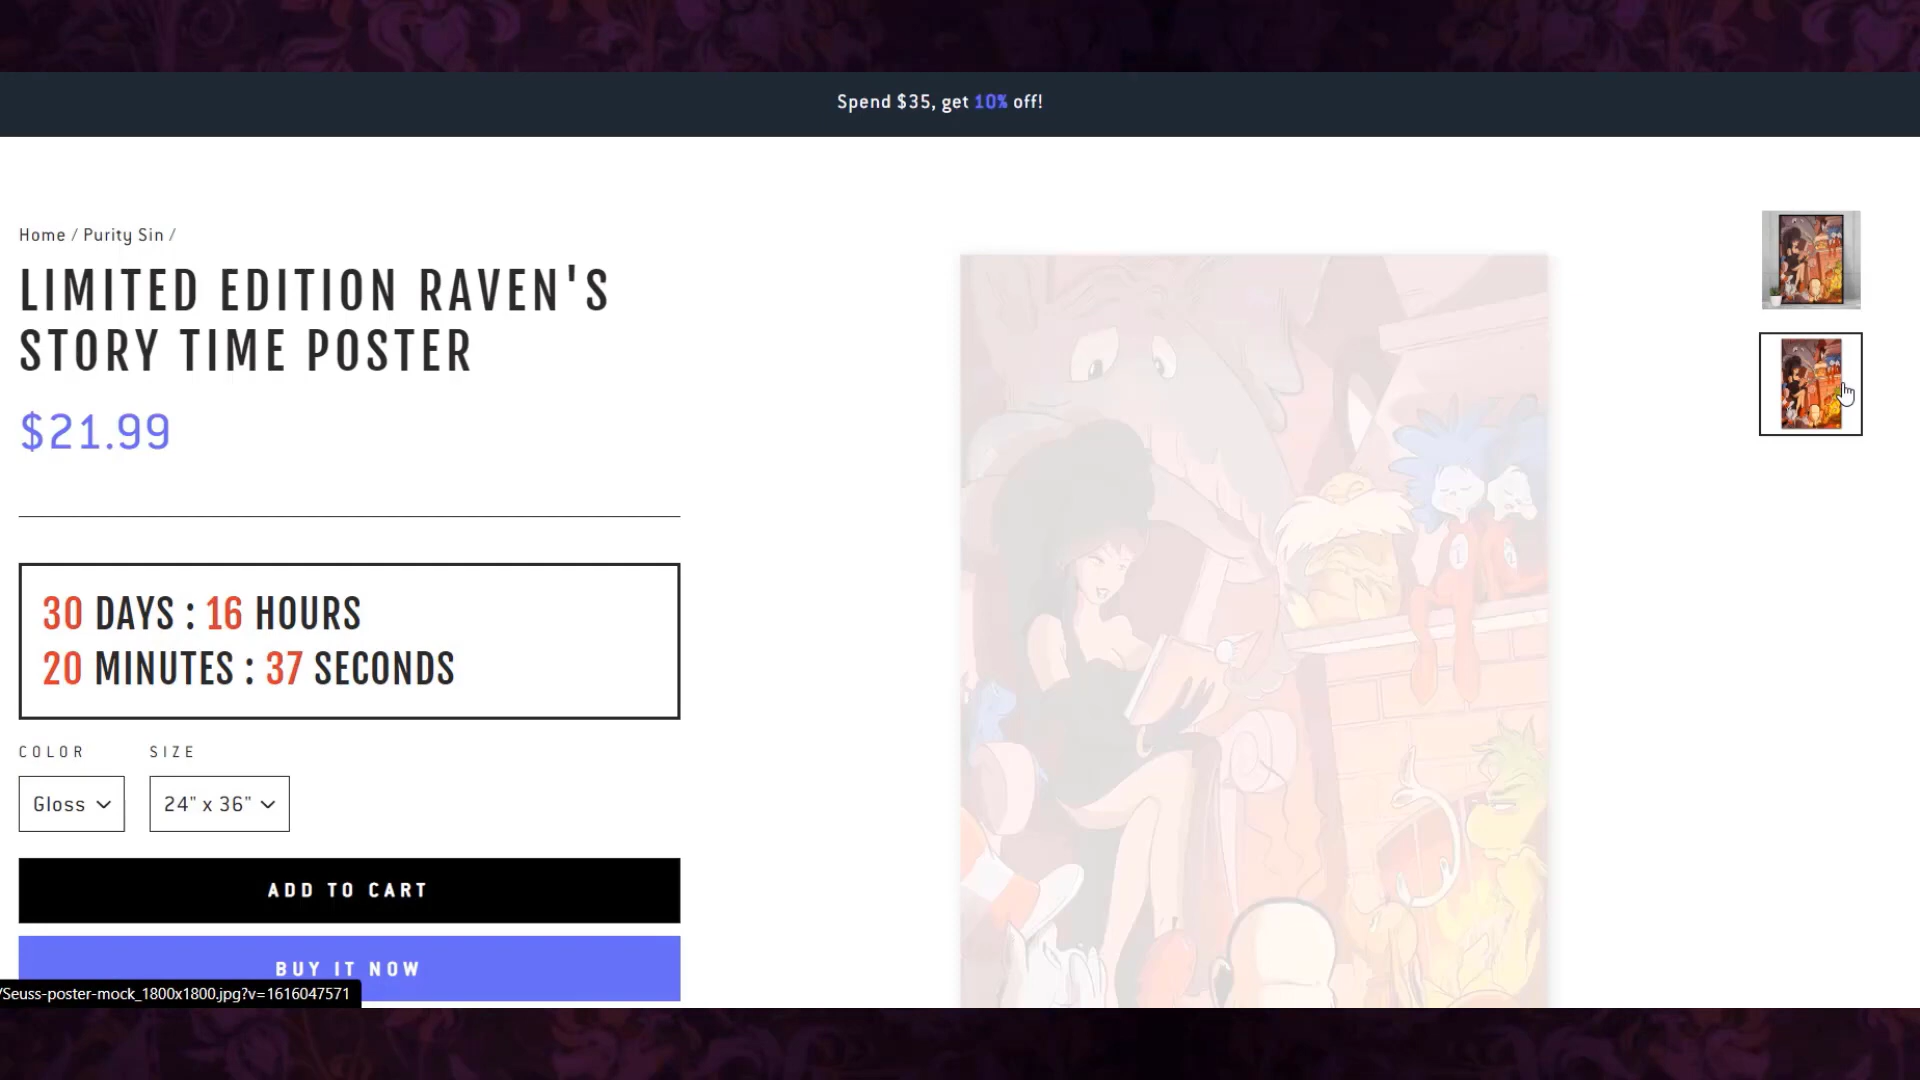 Spend $35, get 10% off!
Home / Purity Sin /
LIMITED EDITION RAVEN'S
STORY TIME POSTER
$21.99
30 DAYS : 16 HOURS
20 MINUTES : 37 SECONDS
COLOR SIZE
Gloss 24" x 36"
ADD TO CART
BUY IT NOW
/Seuss-poster-mock_1800x1800.jpg?v=1616047571
1